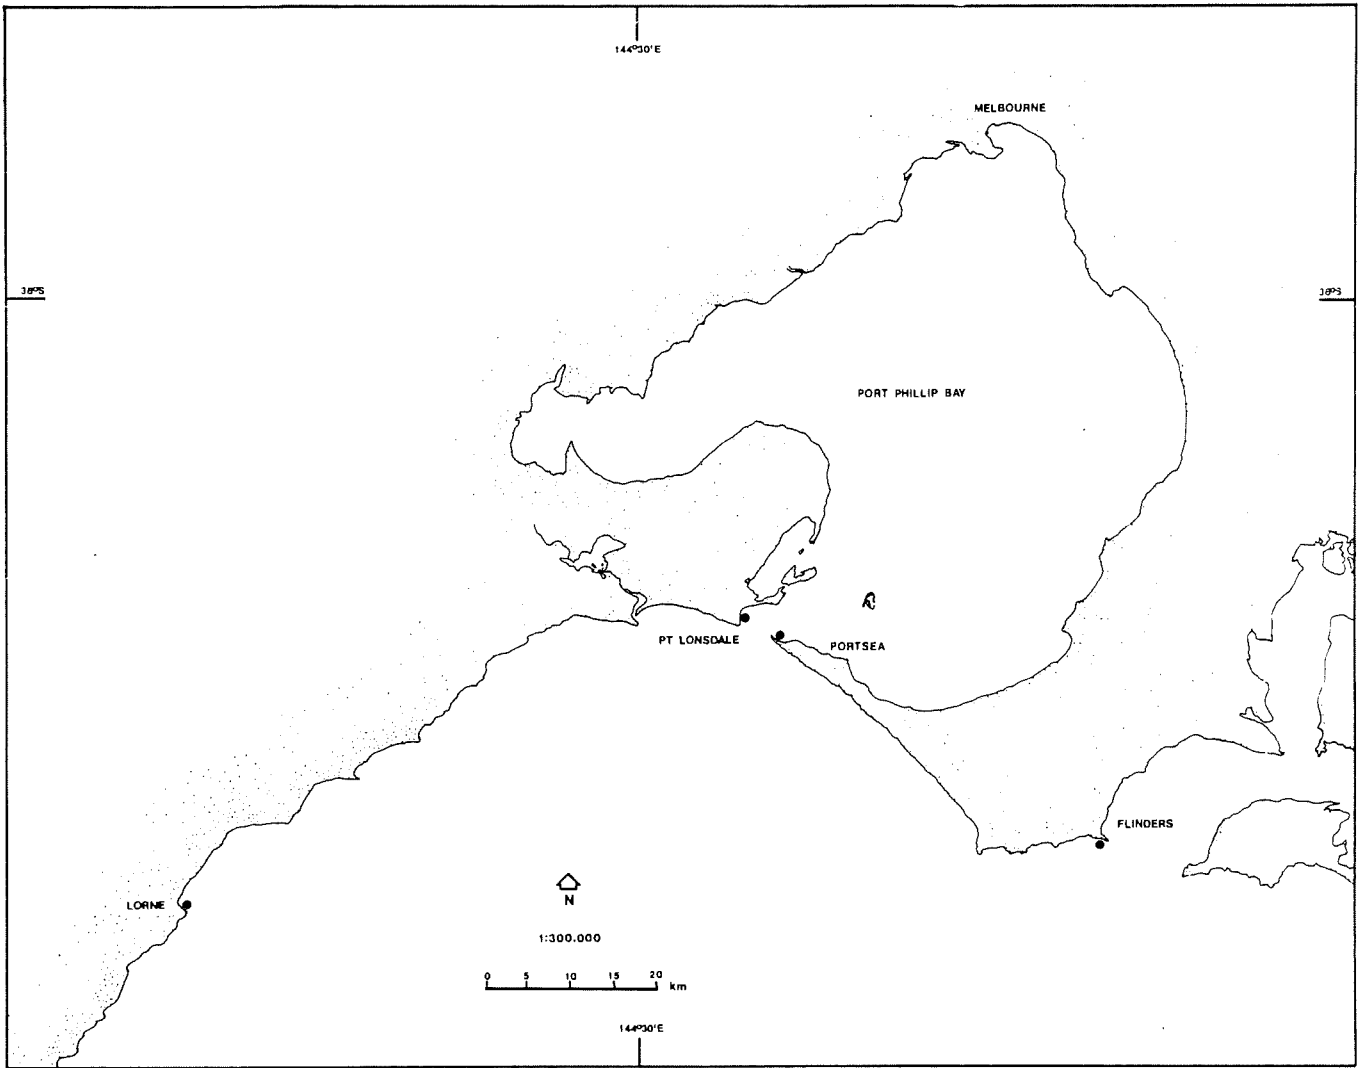 144°30'E
MELBOURNE
38°S
38°S
PORT PHILLIP BAY
PT LONSDALE
PORTSEA
FLINDERS
LORNE
N
1:300.000
0 5 10 15 20 km
144°30'E